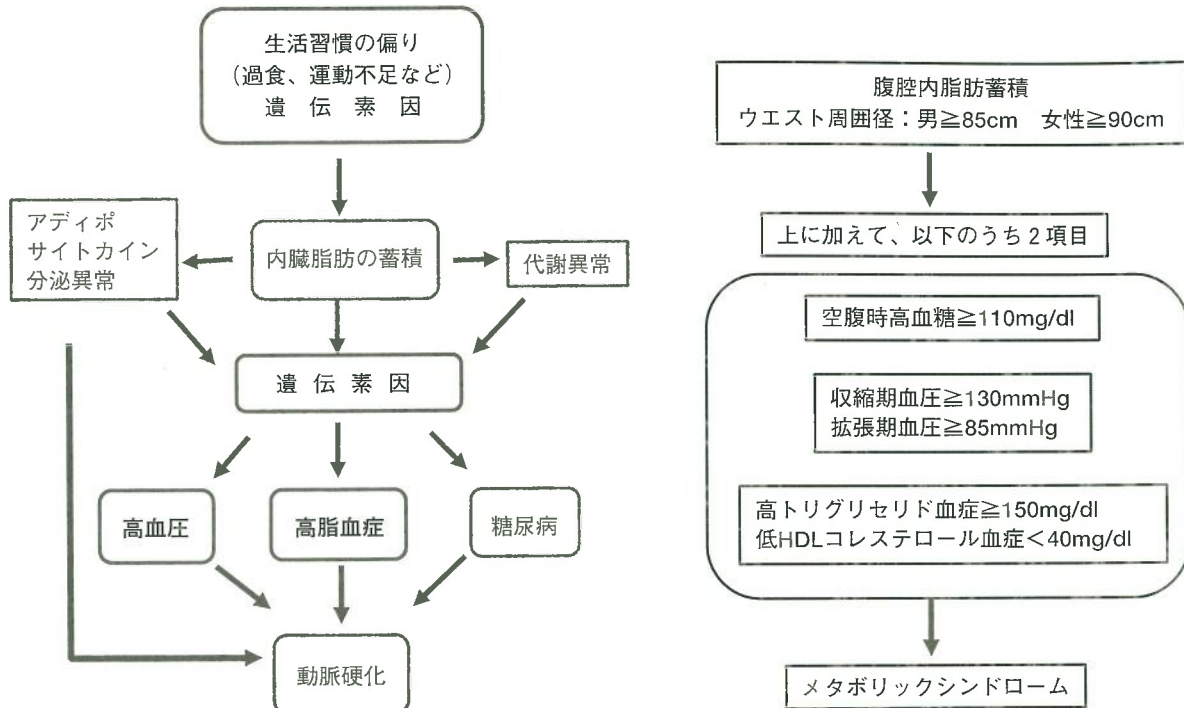 生活習慣の偏り
（過食、運動不足など）
遺 伝 素 因
アディポ
サイトカイン
分泌異常
内臓脂肪の蓄積
代謝異常
遺 伝 素 因
高血圧
高脂血症
糖尿病
動脈硬化
腹腔内脂肪蓄積
ウエスト周囲径：男≧85cm　女性≧90cm
上に加えて、以下のうち２項目
空腹時高血糖≧110mg/dl
収縮期血圧≧130mmHg
拡張期血圧≧85mmHg
高トリグリセリド血症≧150mg/dl
低HDLコレステロール血症＜40mg/dl
メタボリックシンドローム